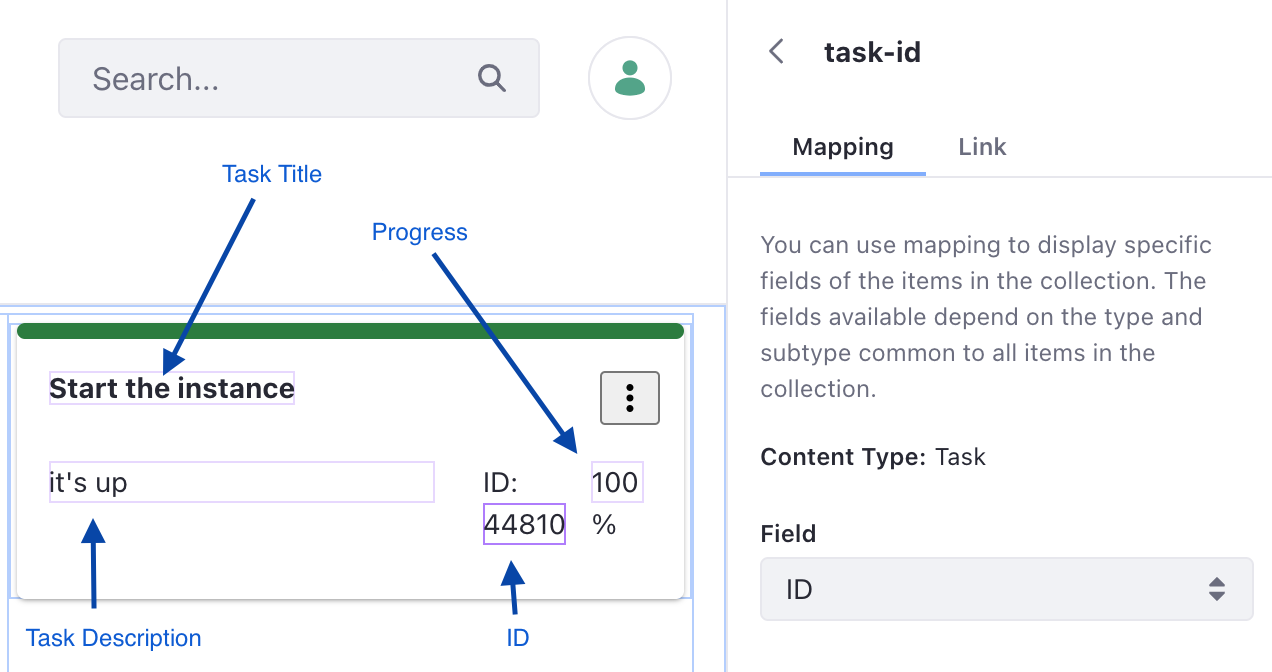 Search...
Task Title
Progress
Start the instance
it's up
ID:
44810
100
%
Task Description
ID
task-id
Mapping
Link
You can use mapping to display specific
fields of the items in the collection. The
fields available depend on the type and
subtype common to all items in the
collection.
Content Type: Task
Field
ID